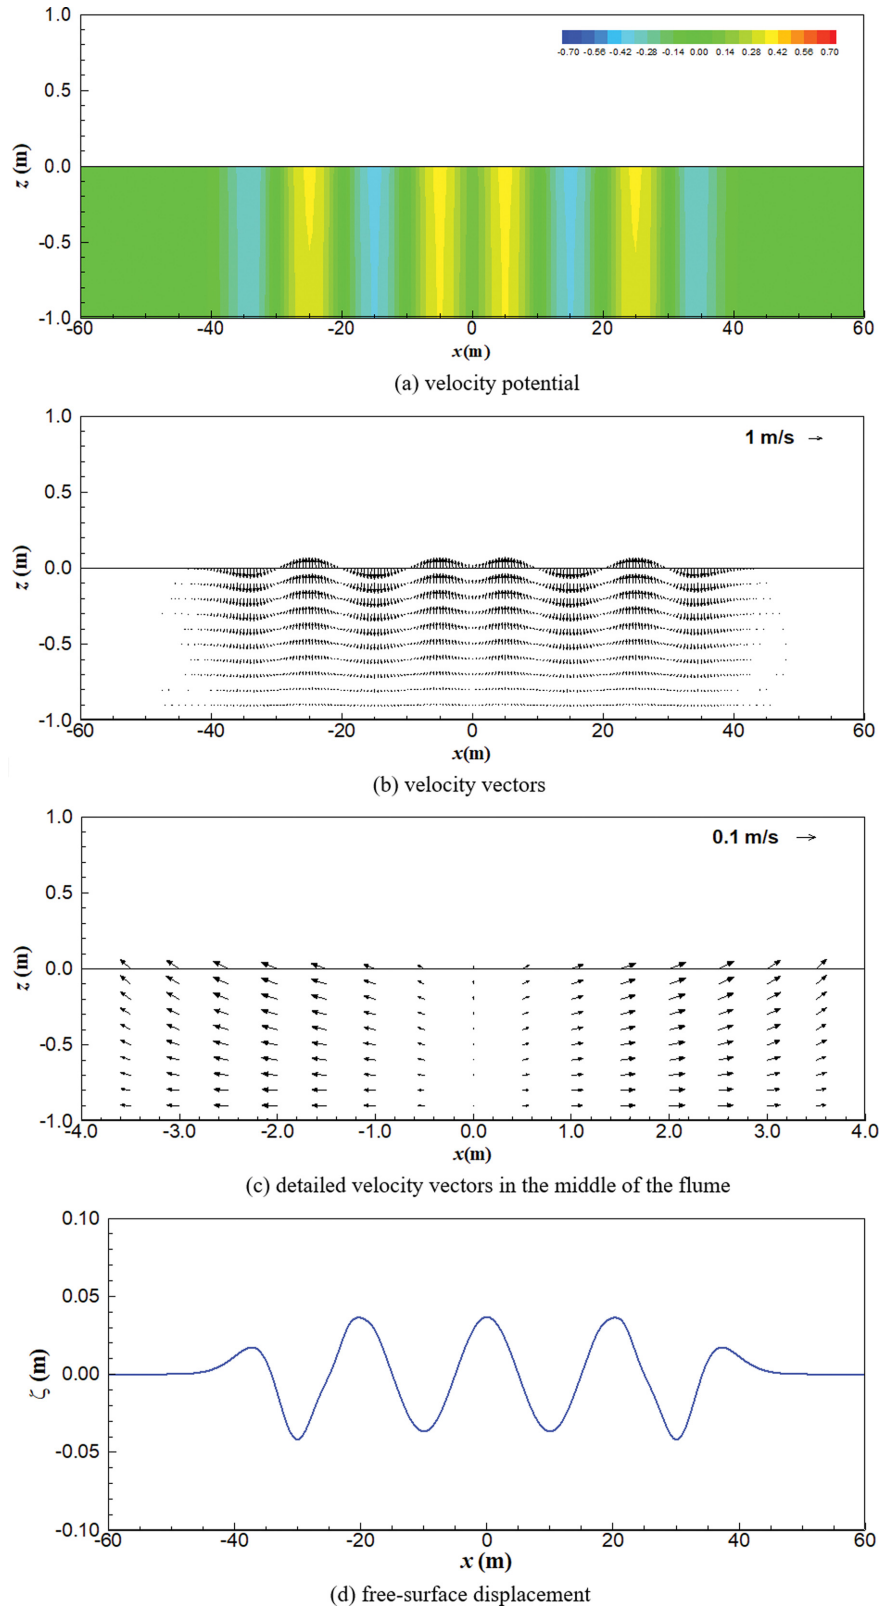 1.0
-0.70 -0.56 -0.42 -0.28 -0.14 0.00 0.14 0.28 0.42 0.56 0.70
0.5
z (m)
0.0
-0.5
-1.0
-60 -40 -20 0 20 40 60
x(m)
(a) velocity potential
1.0
1 m/s
0.5
z (m)
0.0
-0.5
-1.0
-60 -40 -20 0 20 40 60
x(m)
(b) velocity vectors
1.0
0.1 m/s
0.5
z (m)
0.0
-0.5
-1.0
-4.0 -3.0 -2.0 -1.0 0.0 1.0 2.0 3.0 4.0
x(m)
(c) detailed velocity vectors in the middle of the flume
0.10
0.05
ζ (m)
0.00
-0.05
-0.10
-60 -40 -20 0 20 40 60
x (m)
(d) free-surface displacement